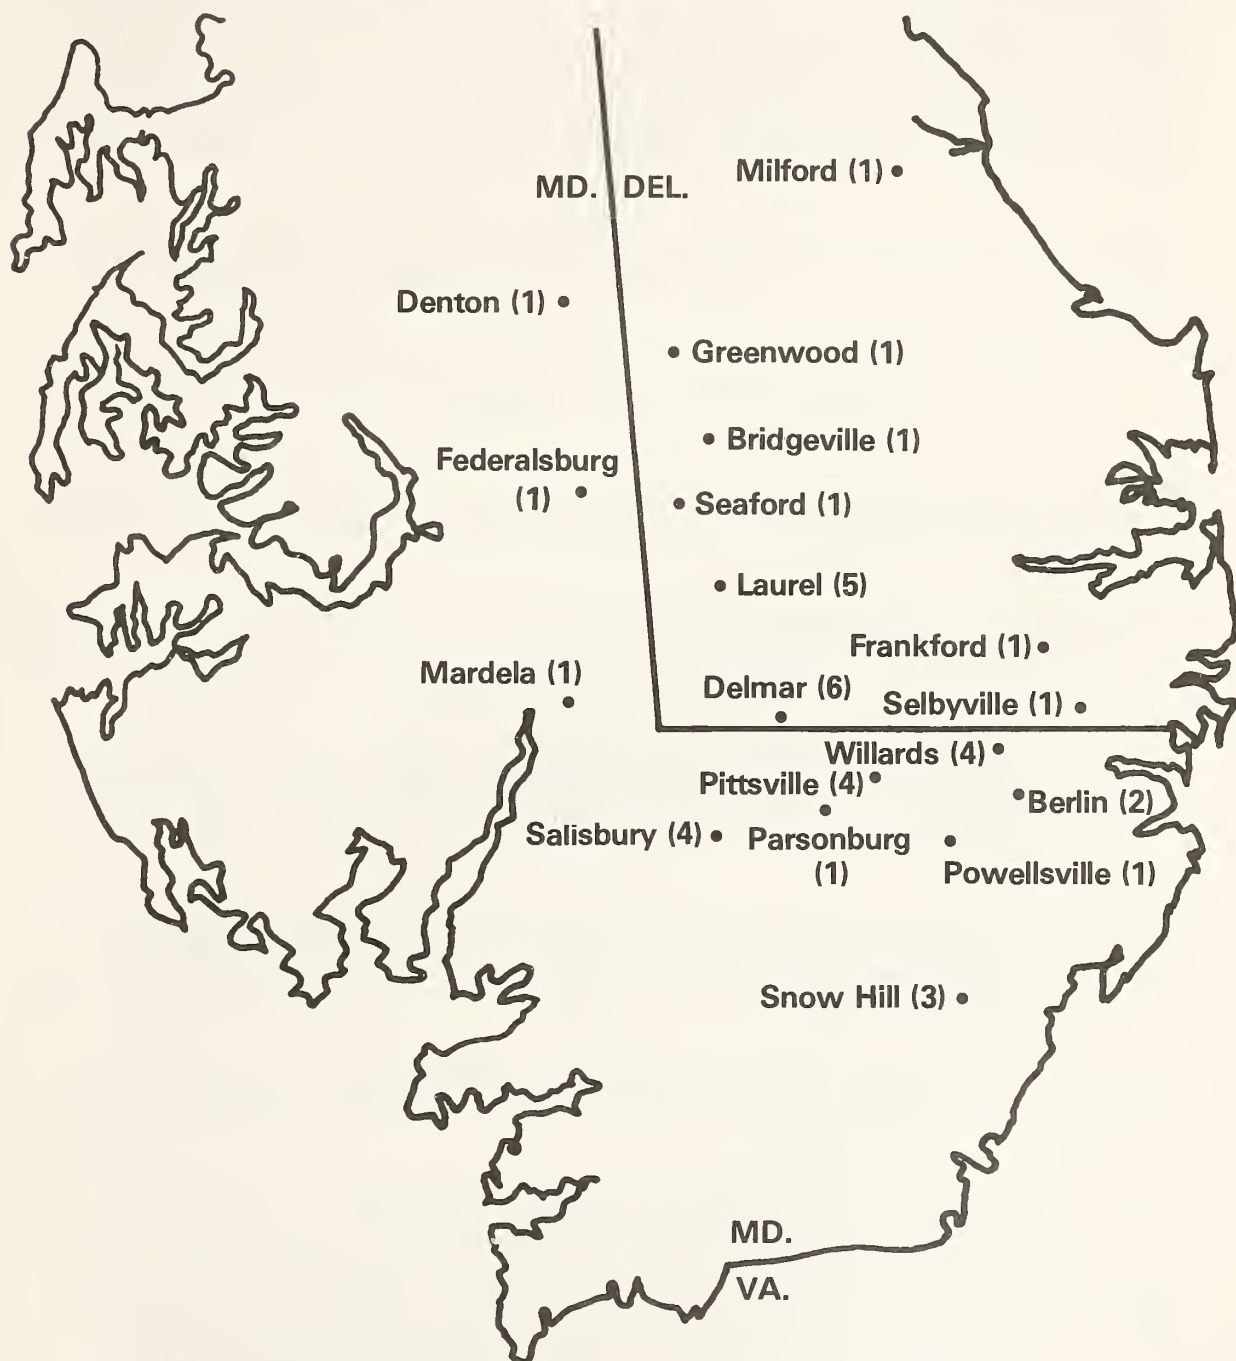 MD. DEL.
Milford (1)
Denton (1)
Greenwood (1)
Bridgeville (1)
Federalsburg
(1)
Seaford (1)
Laurel (5)
Frankford (1)
Mardela (1)
Delmar (6)
Selbyville (1)
Willards (4)
Pittsville (4)
Berlin (2)
Salisbury (4)
Parsonburg
(1)
Powellsville (1)
Snow Hill (3)
MD.
VA.